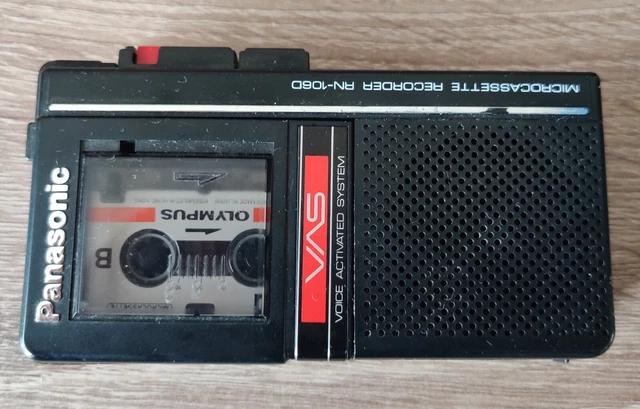 MICROCASSETTE RECORDER RN-106D
Panasonic
OLYMPUS
B
VAS
VOICE ACTIVATED SYSTEM